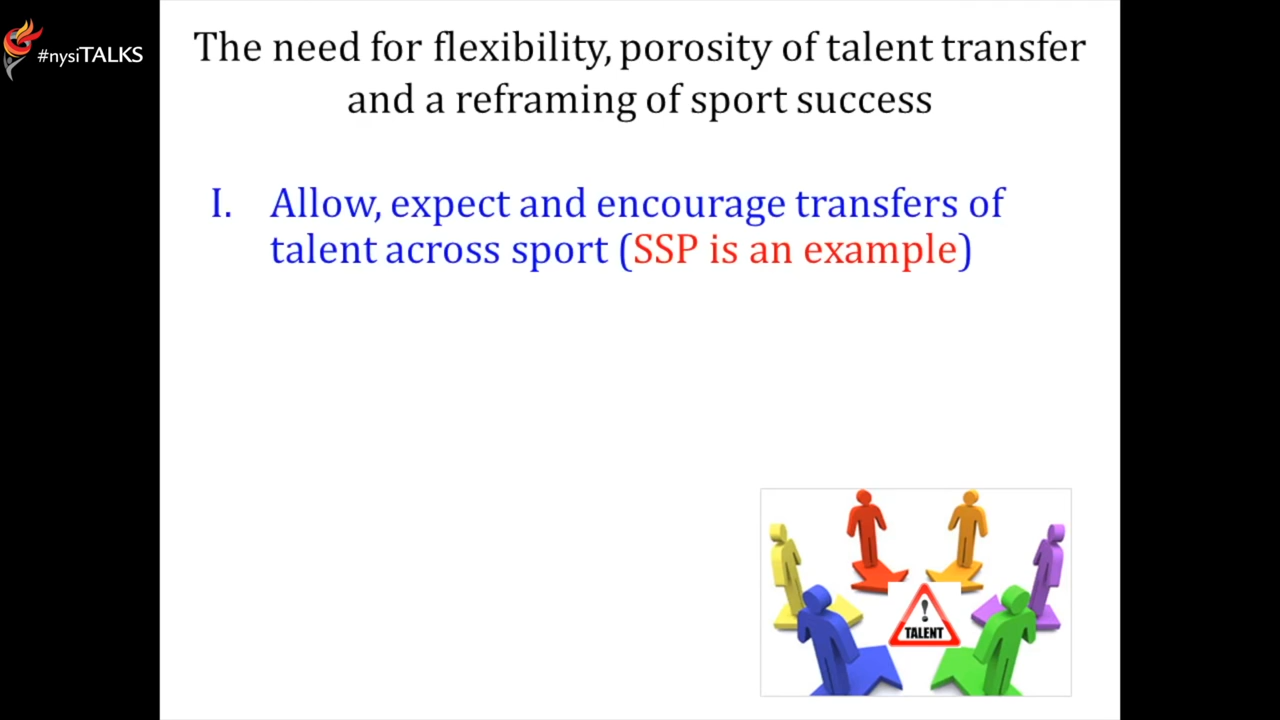 #nysiTALKS
The need for flexibility, porosity of talent transfer
and a reframing of sport success
I. Allow, expect and encourage transfers of
talent across sport (SSP is an example)
!
TALENT